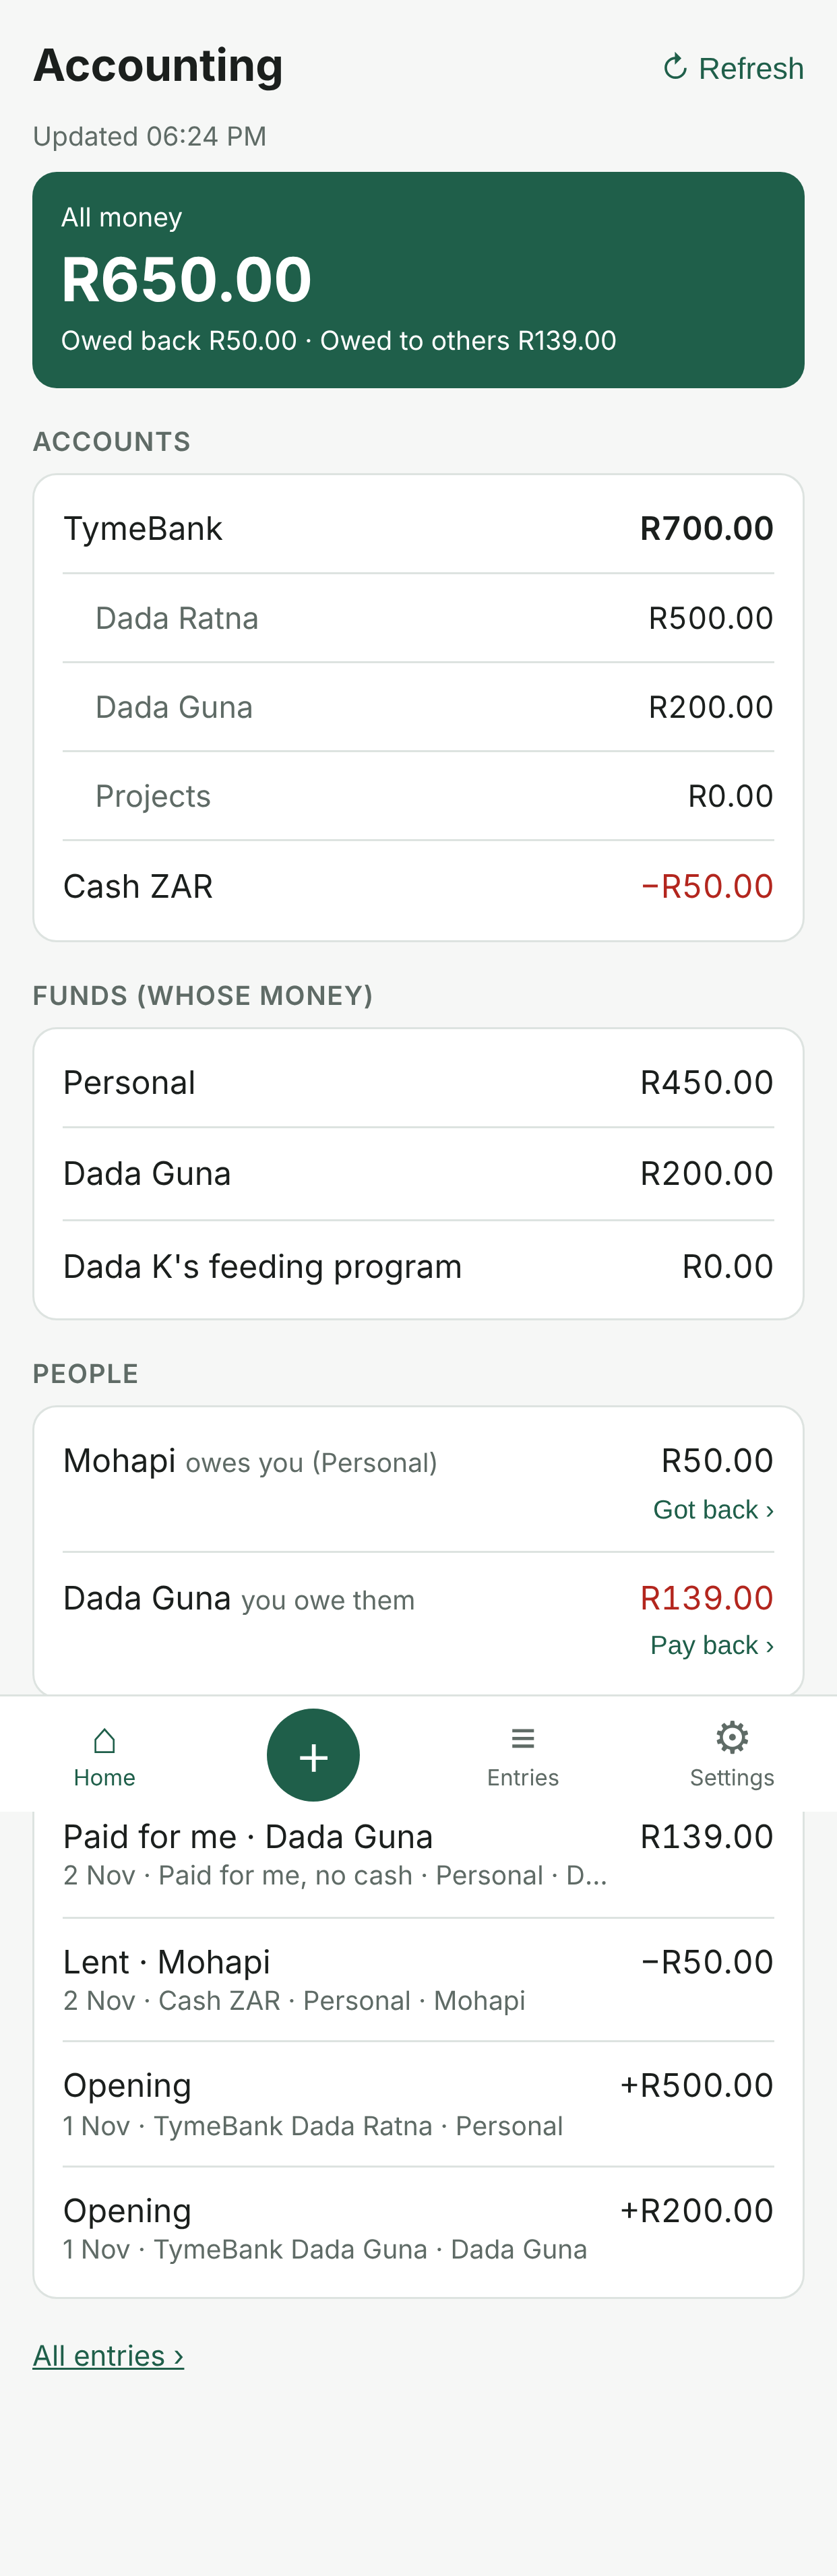 Accounting
↻ Refresh
Updated 06:24 PM
All money
R650.00
Owed back R50.00 · Owed to others R139.00
ACCOUNTS
TymeBank R700.00
Dada Ratna R500.00
Dada Guna R200.00
Projects R0.00
Cash ZAR −R50.00
FUNDS (WHOSE MONEY)
Personal R450.00
Dada Guna R200.00
Dada K's feeding program R0.00
PEOPLE
Mohapi owes you (Personal) R50.00
Got back ›
Dada Guna you owe them R139.00
Pay back ›
Home
+
Entries
Settings
Paid for me · Dada Guna R139.00
2 Nov · Paid for me, no cash · Personal · D…
Lent · Mohapi −R50.00
2 Nov · Cash ZAR · Personal · Mohapi
Opening +R500.00
1 Nov · TymeBank Dada Ratna · Personal
Opening +R200.00
1 Nov · TymeBank Dada Guna · Dada Guna
All entries ›